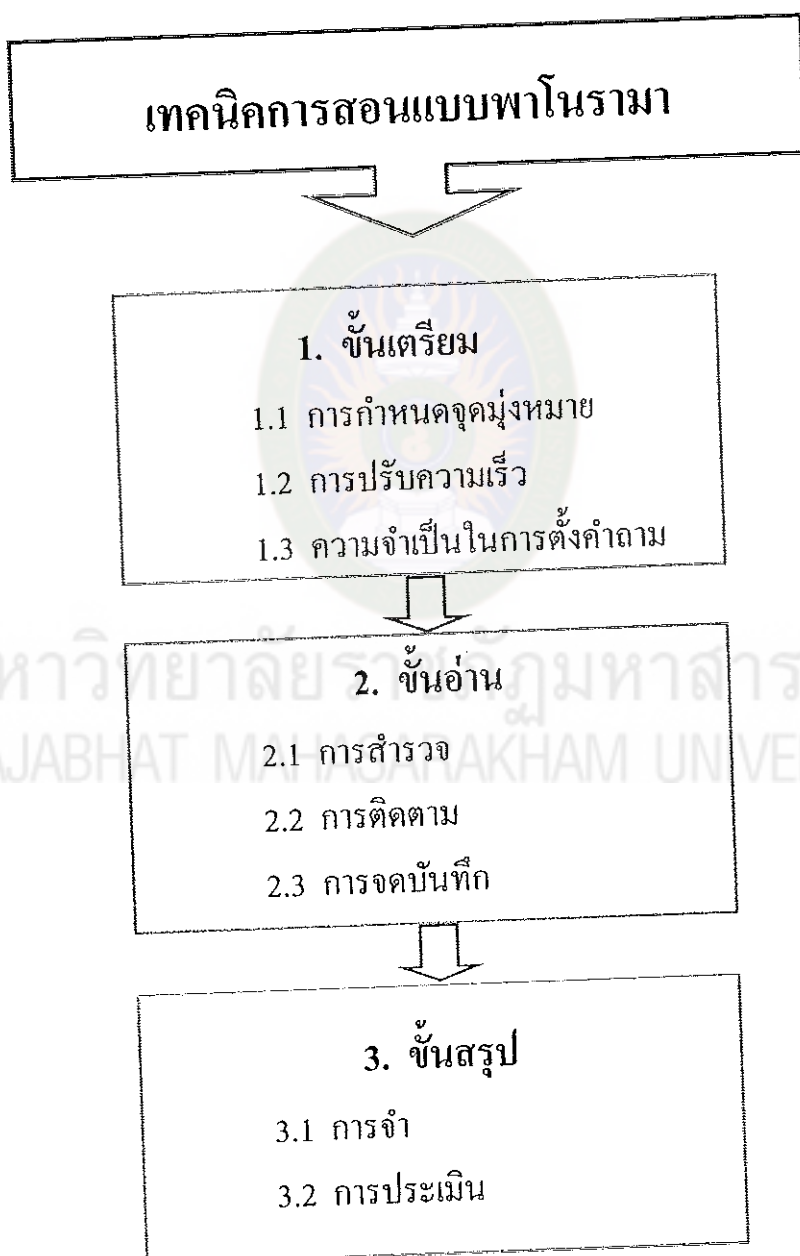 เทคนิคการสอนแบบพาโนรามา
1. ขั้นเตรียม
1.1 การกำหนดจุดมุ่งหมาย
1.2 การปรับความเร็ว
1.3 ความจำเป็นในการตั้งคำถาม
2. ขั้นอ่าน
2.1 การสำรวจ
2.2 การติดตาม
2.3 การจดบันทึก
3. ขั้นสรุป
3.1 การจำ
3.2 การประเมิน